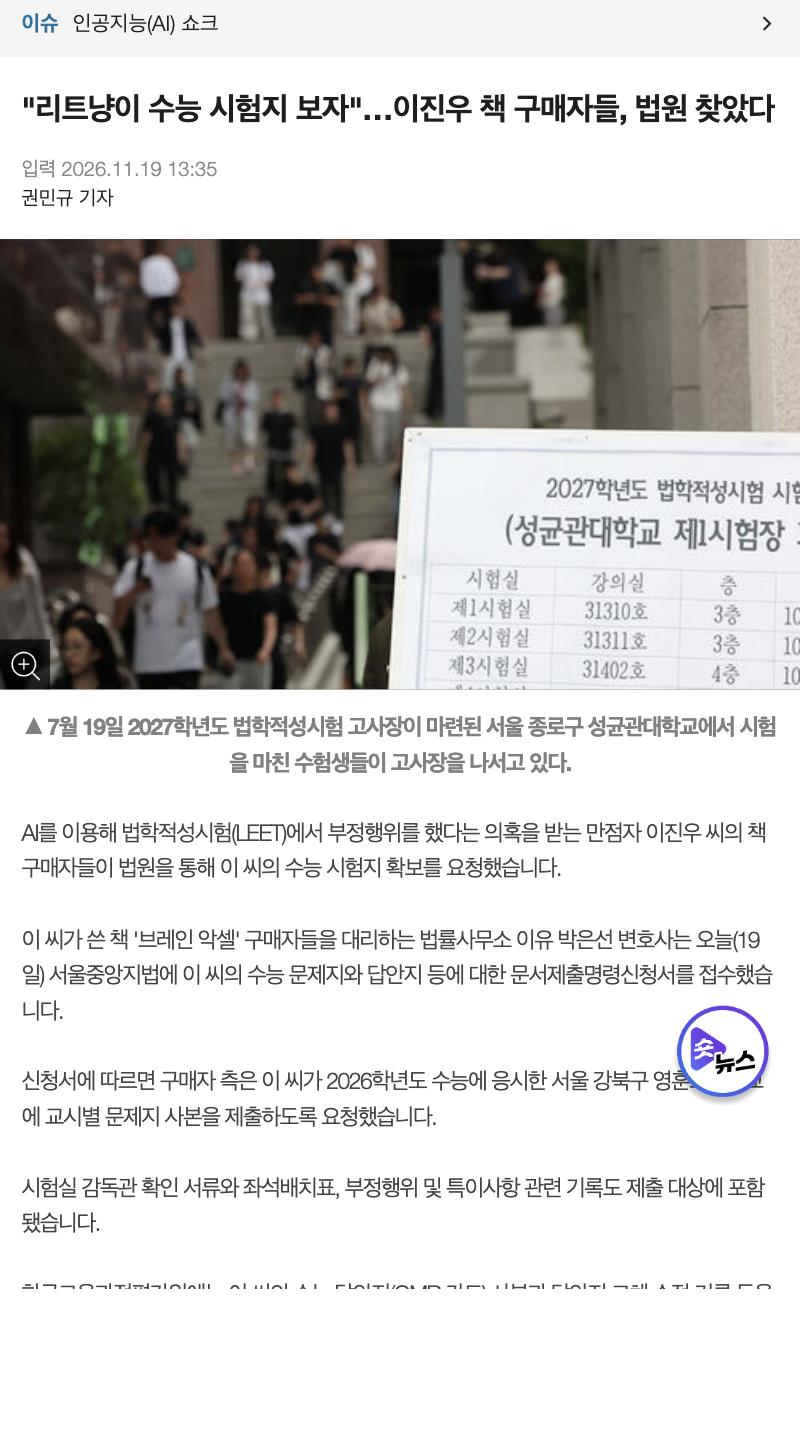 이슈 인공지능(AI) 쇼크
"리트냥이 수능 시험지 보자"…이진우 책 구매자들, 법원 찾았다
입력 2026.11.19 13:35
권민규 기자
2027학년도 법학적성시험 시험
(성균관대학교 제1시험장
시험실 강의실 층
제1시험실 31310호 3층 10
제2시험실 31311호 3층 10
제3시험실 31402호 4층 10
▲ 7월 19일 2027학년도 법학적성시험 고사장이 마련된 서울 종로구 성균관대학교에서 시험
을 마친 수험생들이 고사장을 나서고 있다.
AI를 이용해 법학적성시험(LEET)에서 부정행위를 했다는 의혹을 받는 만점자 이진우 씨의 책
구매자들이 법원을 통해 이 씨의 수능 시험지 확보를 요청했습니다.
이 씨가 쓴 책 '브레인 악셀' 구매자들을 대리하는 법률사무소 이유 박은선 변호사는 오늘(19
일) 서울중앙지법에 이 씨의 수능 문제지와 답안지 등에 대한 문서제출명령신청서를 접수했습
니다.
숏뉴스
신청서에 따르면 구매자 측은 이 씨가 2026학년도 수능에 응시한 서울 강북구
에 교시별 문제지 사본을 제출하도록 요청했습니다.
시험실 감독관 확인 서류와 좌석배치표, 부정행위 및 특이사항 관련 기록도 제출 대상에 포함
됐습니다.